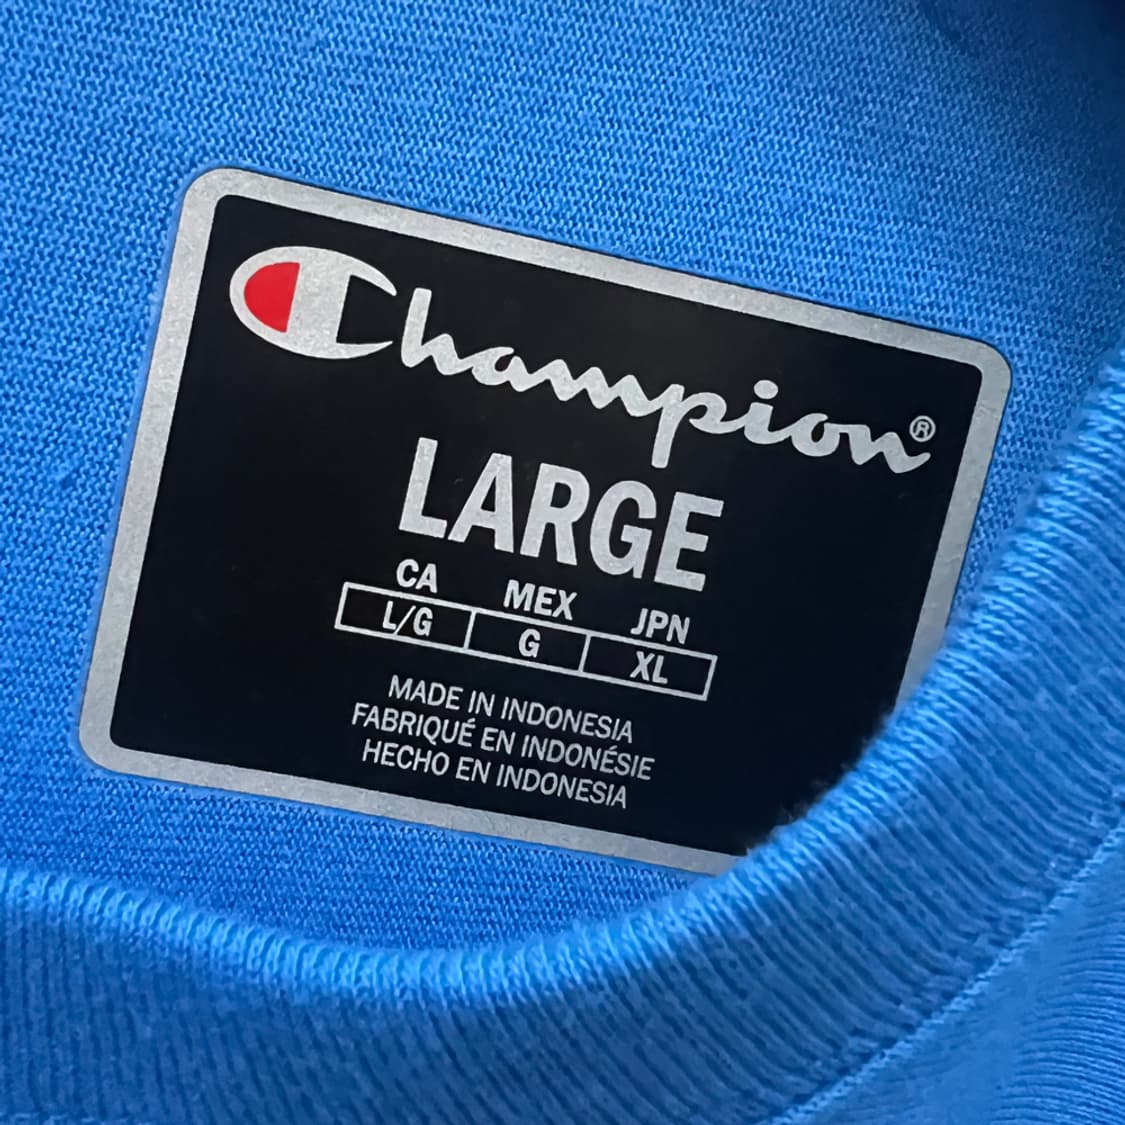 Champion®
LARGE
CA MEX JPN
L/G G XL
MADE IN INDONESIA
FABRIQUÉ EN INDONÉSIE
HECHO EN INDONESIA